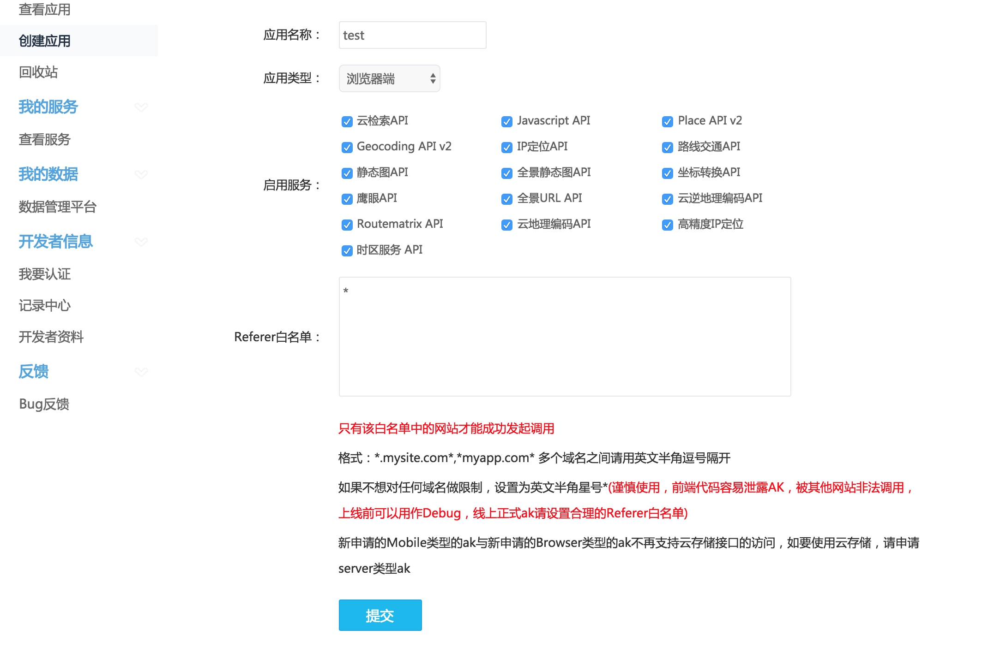 查看应用
创建应用
回收站
我的服务
查看服务
我的数据
数据管理平台
开发者信息
我要认证
记录中心
开发者资料
反馈
Bug反馈
应用名称：
test
应用类型：
浏览器端
启用服务：
云检索API Javascript API Place API v2
Geocoding API v2 IP定位API 路线交通API
静态图API 全景静态图API 坐标转换API
鹰眼API 全景URL API 云逆地理编码API
Routematrix API 云地理编码API 高精度IP定位
时区服务 API
Referer白名单：
*
只有该白名单中的网站才能成功发起调用
格式：*.mysite.com*,*myapp.com* 多个域名之间请用英文半角逗号隔开
如果不想对任何域名做限制，设置为英文半角星号*(谨慎使用，前端代码容易泄露AK，被其他网站非法调用，
上线前可以用作Debug，线上正式ak请设置合理的Referer白名单)
新申请的Mobile类型的ak与新申请的Browser类型的ak不再支持云存储接口的访问，如要使用云存储，请申请
server类型ak
提交